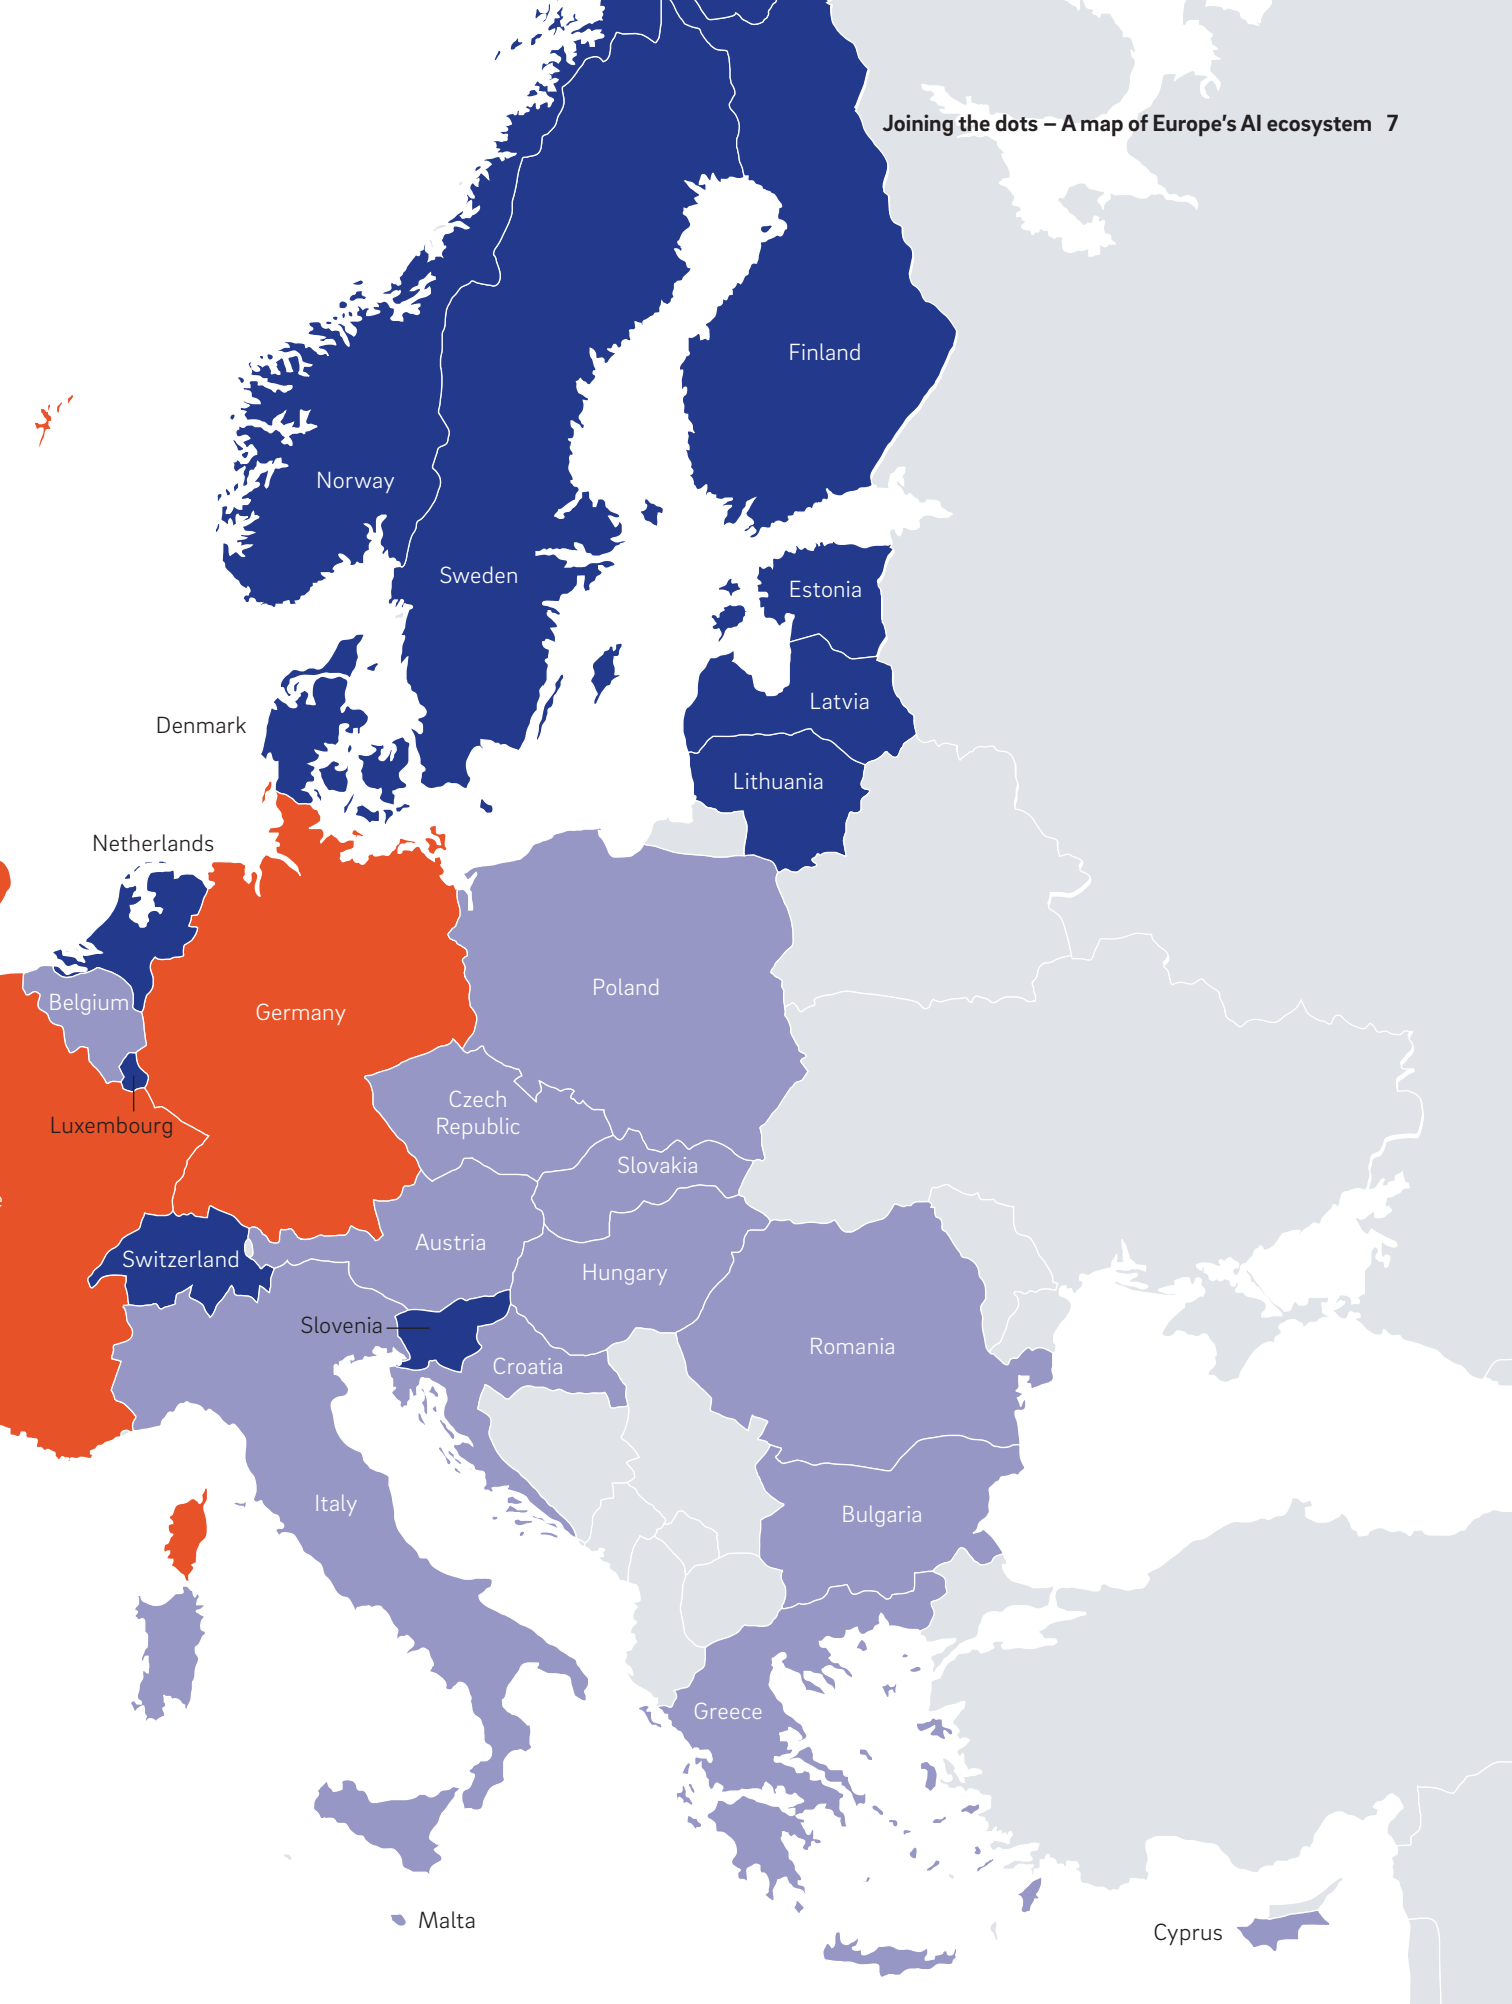 Joining the dots – A map of Europe's AI ecosystem 7
Finland
Norway
Sweden
Estonia
Latvia
Denmark
Lithuania
Netherlands
Poland
Belgium
Germany
Czech
Republic
Luxembourg
Slovakia
Austria
Switzerland
Hungary
Slovenia
Romania
Croatia
Italy
Bulgaria
Greece
Malta
Cyprus